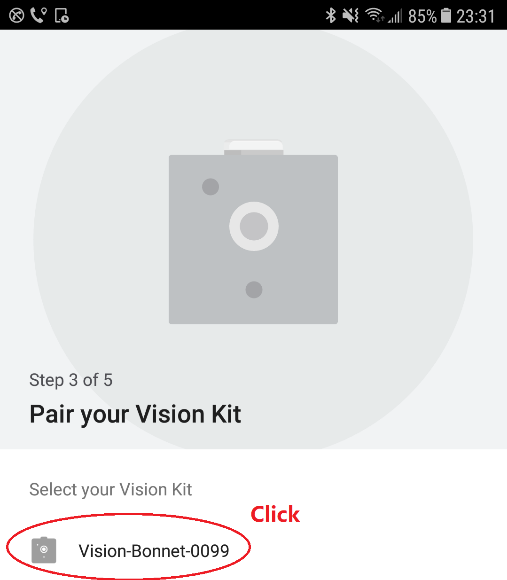 85% 23:31
Step 3 of 5
Pair your Vision Kit
Select your Vision Kit
Click
Vision-Bonnet-0099